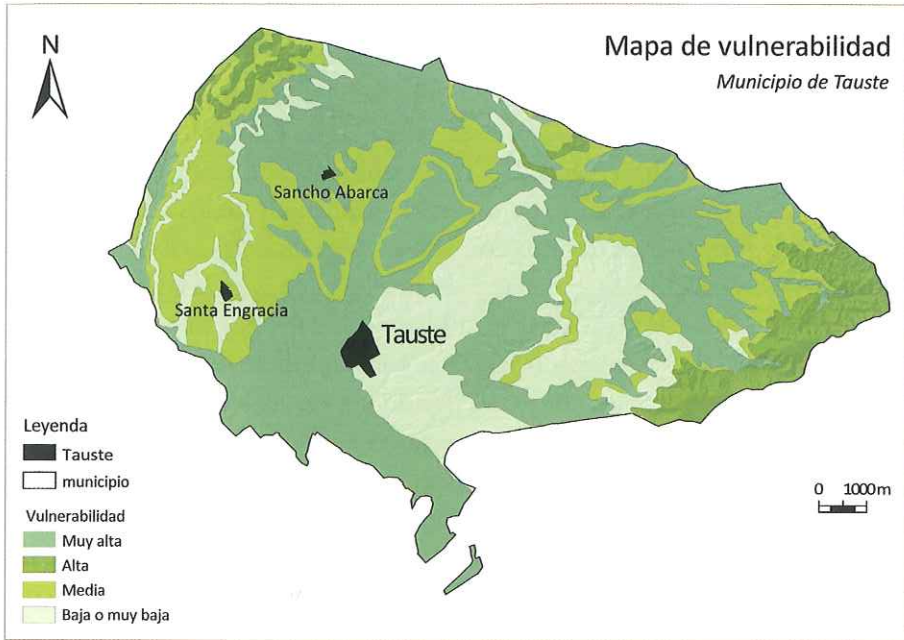 Mapa de vulnerabilidad
Municipio de Tauste
N
Sancho Abarca
Santa Engracia
Tauste
Leyenda
Tauste
municipio
Vulnerabilidad
Muy alta
Alta
Media
Baja o muy baja
0 1000 m